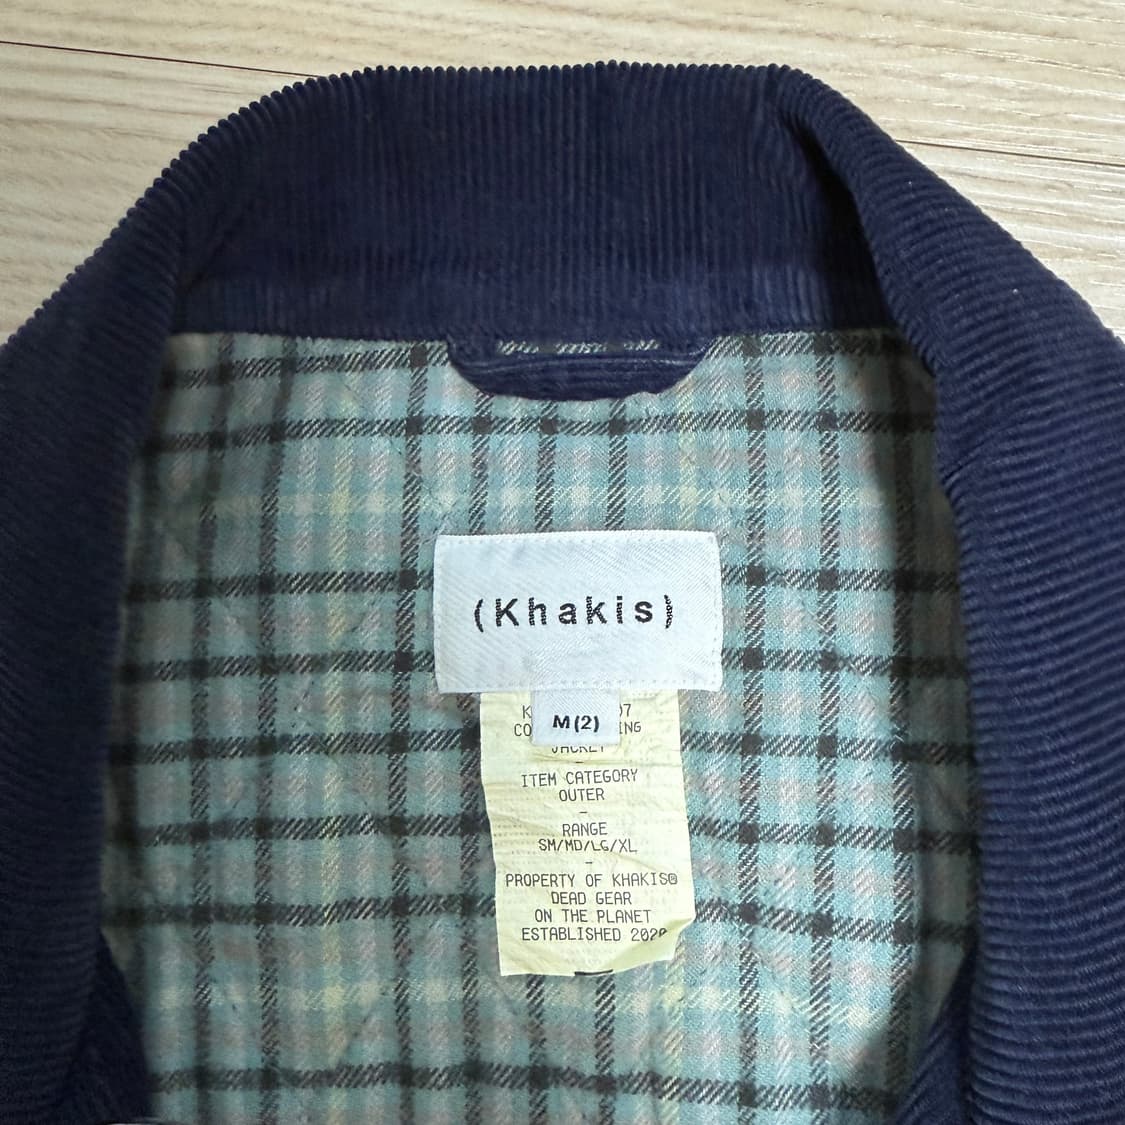 (Khakis)
M(2)
ITEM CATEGORY
OUTER
-
RANGE
SM/MD/LG/XL
-
PROPERTY OF KHAKIS®
DEAD GEAR
ON THE PLANET
ESTABLISHED 2020